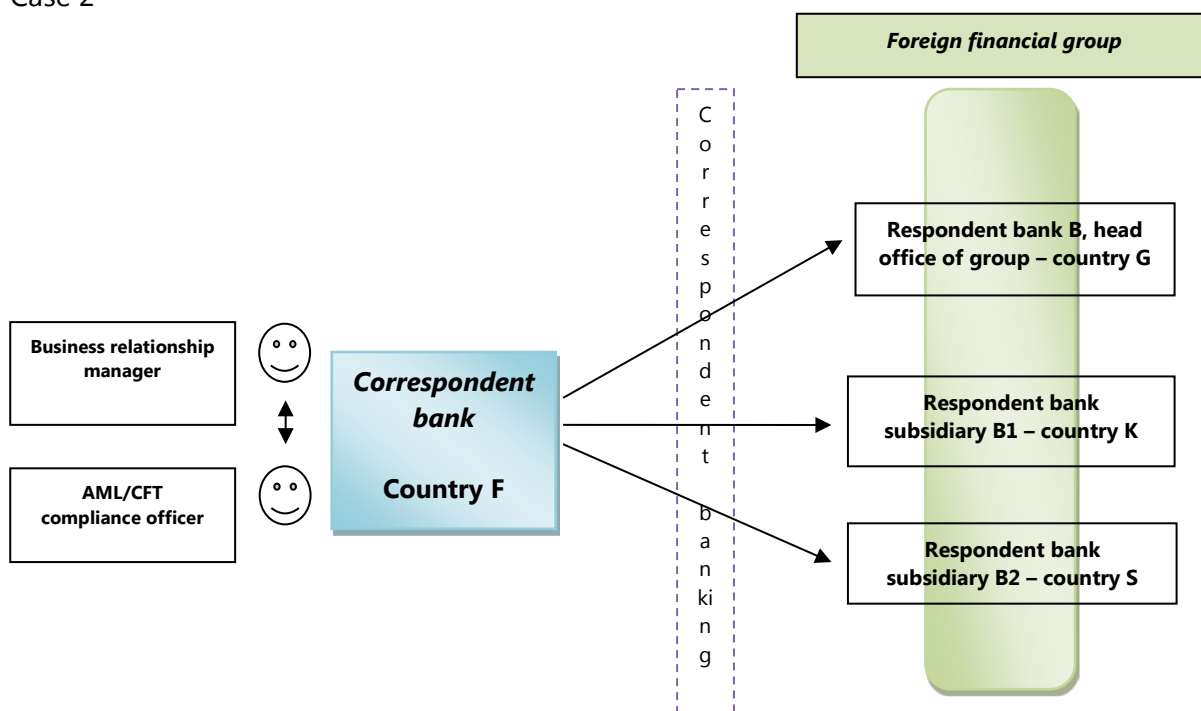 Case 2
Foreign financial group
C
o
r
r
e
s
p
o
n
d
e
n
t
b
a
n
ki
n
g
Respondent bank B, head
office of group – country G
Business relationship
manager
Correspondent
bank
Country F
Respondent bank
subsidiary B1 – country K
AML/CFT
compliance officer
Respondent bank
subsidiary B2 – country S